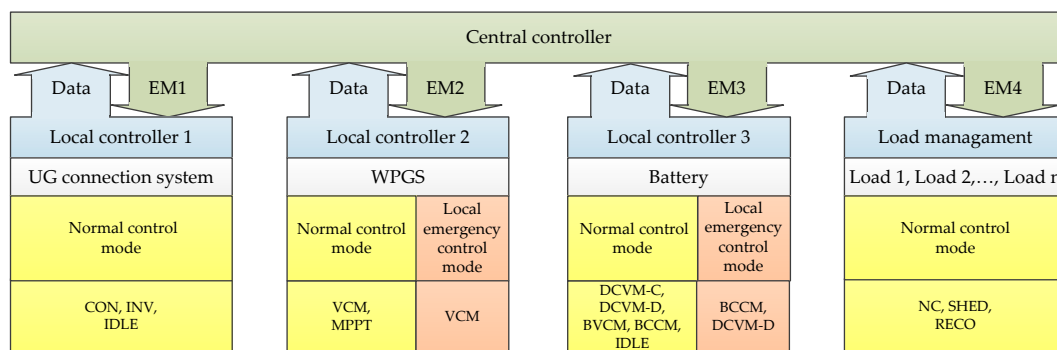 Central controller
Data
EM1
Data
EM2
Data
EM3
Data
EM4
Local controller 1
Local controller 2
Local controller 3
Load managament
UG connection system
WPGS
Battery
Load 1, Load 2,…, Load n
Normal control
mode
Normal control
mode
Local
emergency
control
mode
Normal control
mode
Local
emergency
control
mode
Normal control
mode
CON, INV,
IDLE
VCM,
MPPT
VCM
DCVM-C,
DCVM-D,
BVCM, BCCM,
IDLE
BCCM,
DCVM-D
NC, SHED,
RECO